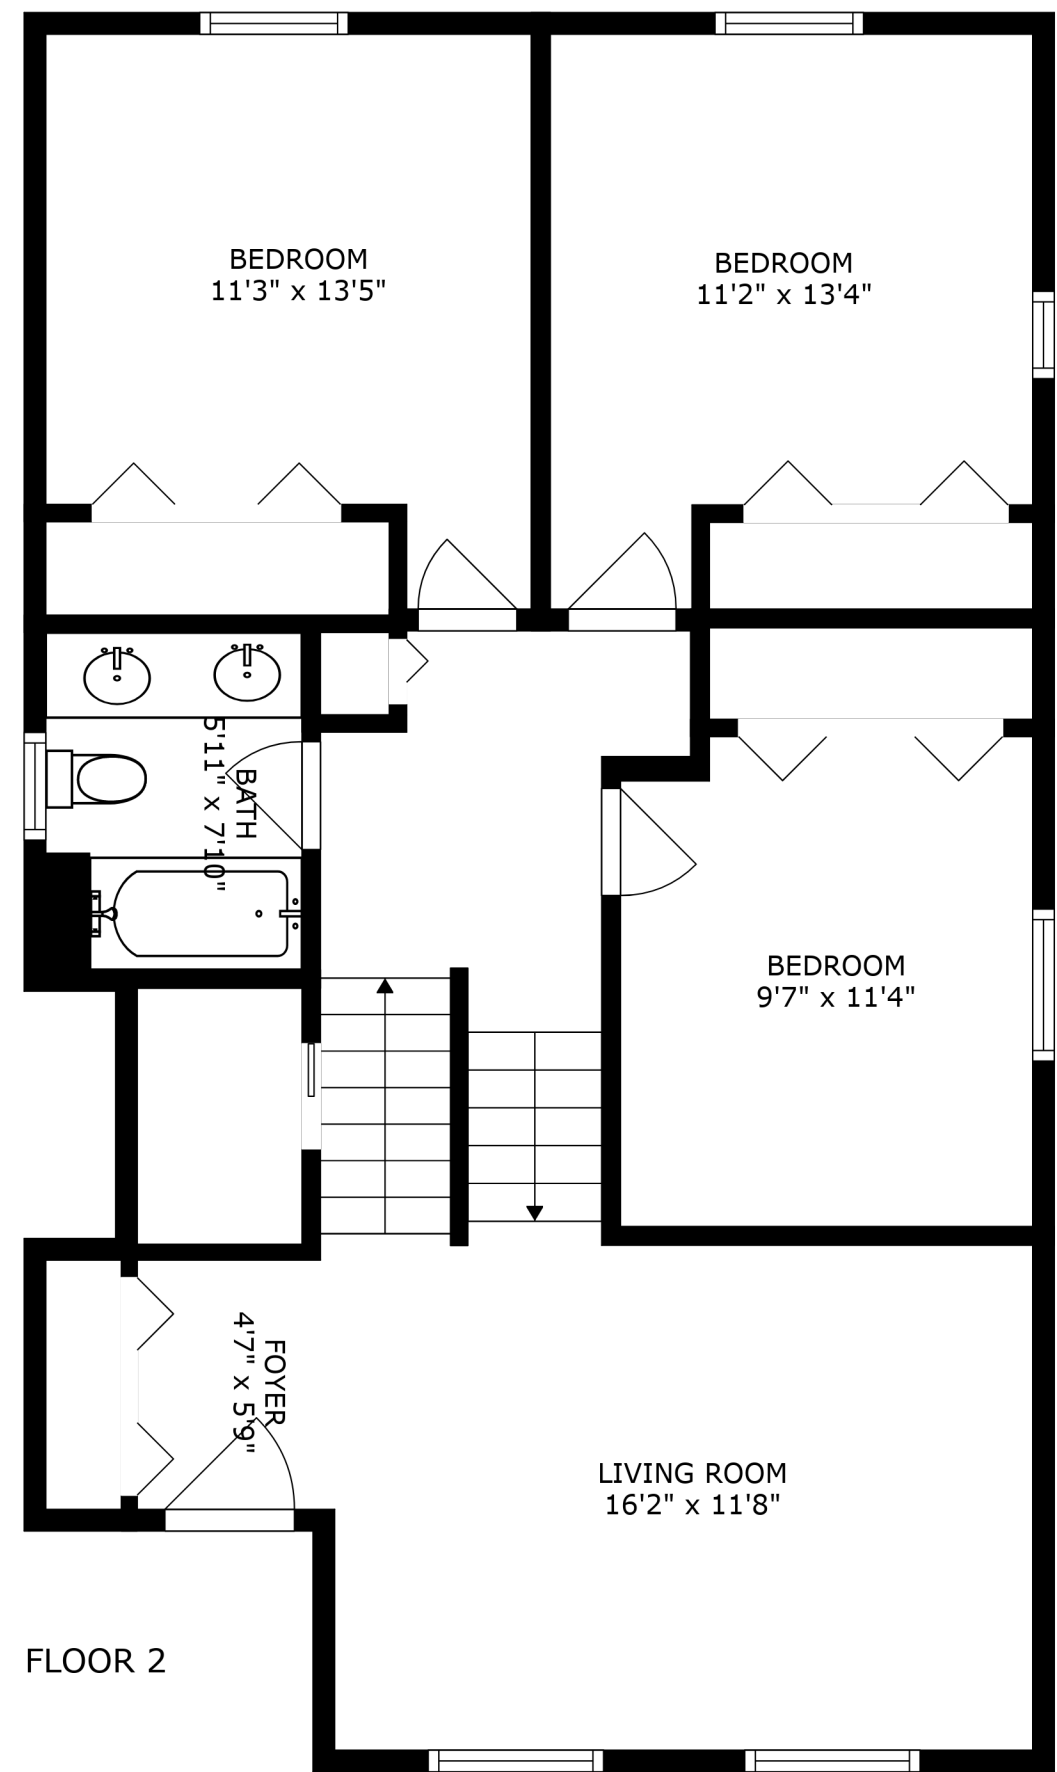 BEDROOM
11'3" x 13'5"
BEDROOM
11'2" x 13'4"
BATH
5'11" x 7'10"
BEDROOM
9'7" x 11'4"
FOYER
4'7" x 5'9"
LIVING ROOM
16'2" x 11'8"
FLOOR 2